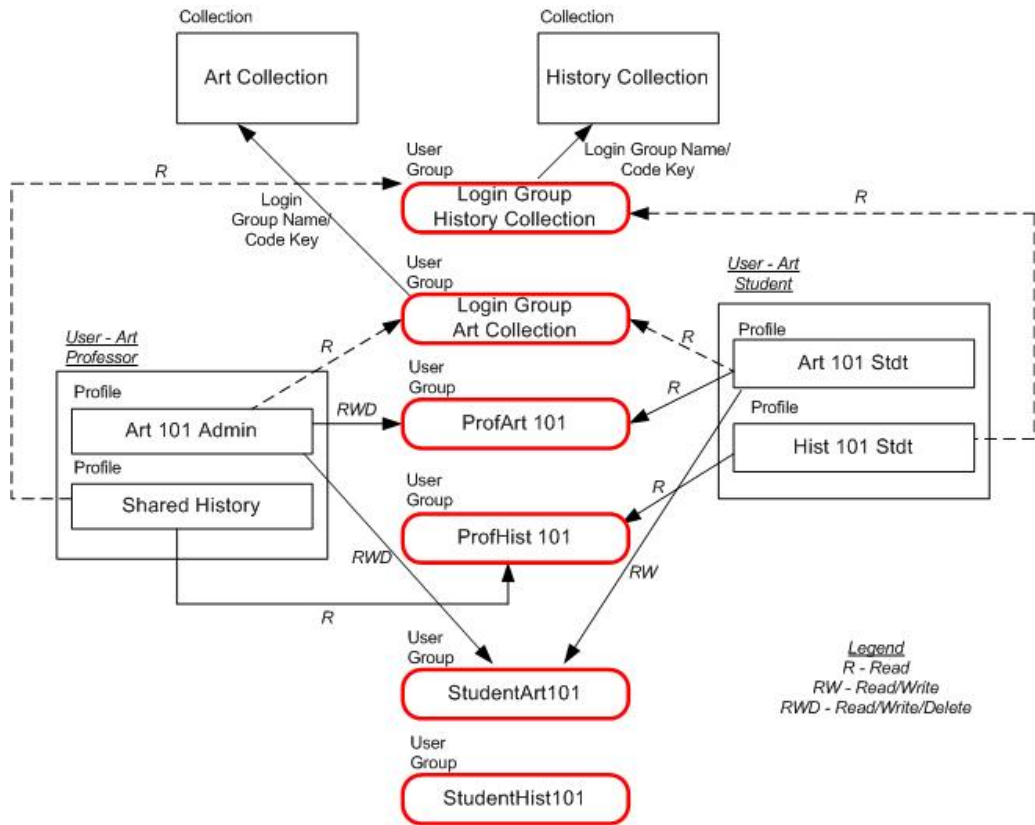 Collection
Art Collection
Collection
History Collection
User
Group
Login Group Name/
Code Key
R
Login Group
History Collection
R
Login
Group Name/
Code Key
User
Group
Login Group
Art Collection
User - Art
Student
R
R
User - Art
Professor
Profile
Art 101 Stdt
User
Group
R
Profile
Art 101 Admin
RWD
ProfArt 101
Profile
Hist 101 Stdt
Profile
Shared History
User
Group
R
ProfHist 101
RWD
RW
R
User
Group
StudentArt101
Legend
R - Read
RW - Read/Write
RWD - Read/Write/Delete
User
Group
StudentHist101